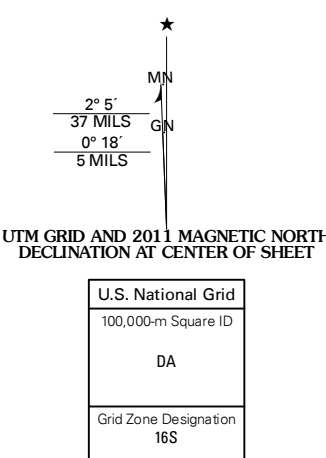 MN
2° 5´
37 MILS
GN
0° 18´
5 MILS
UTM GRID AND 2011 MAGNETIC NORTH
DECLINATION AT CENTER OF SHEET
U.S. National Grid
100,000-m Square ID
DA
Grid Zone Designation
16S